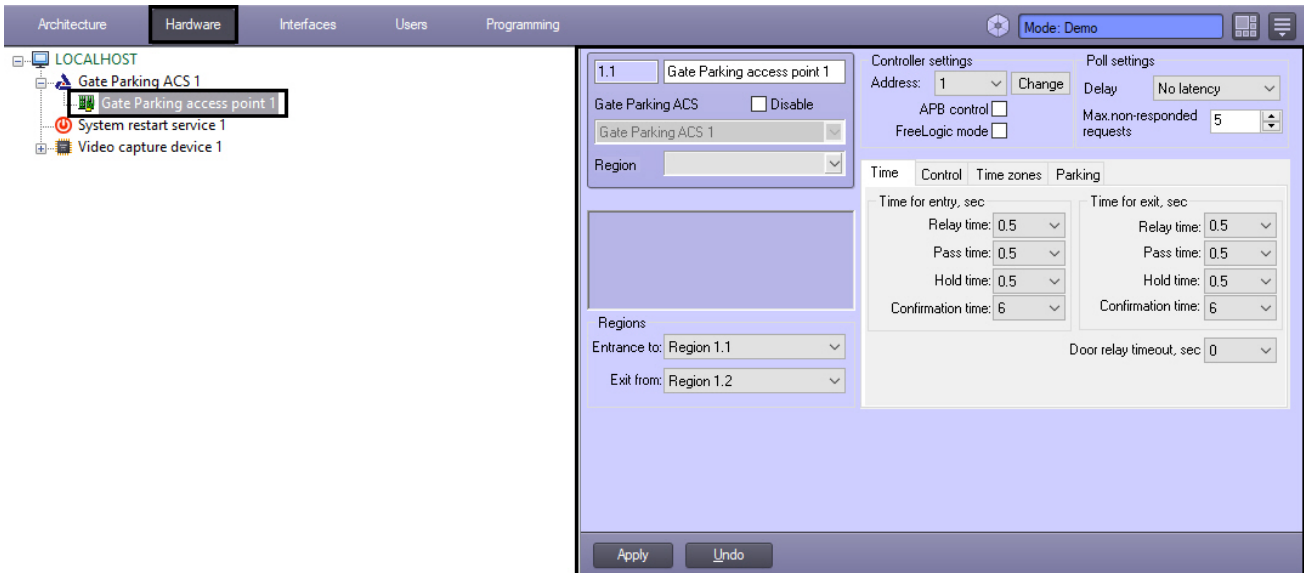 Architecture Hardware Interfaces Users Programming Mode: Demo
LOCALHOST
Gate Parking ACS 1
Gate Parking access point 1
System restart service 1
Video capture device 1
1.1 Gate Parking access point 1
Gate Parking ACS Disable
Gate Parking ACS 1
Region
Regions
Entrance to: Region 1.1
Exit from: Region 1.2
Controller settings
Address: 1 Change
APB control
FreeLogic mode
Poll settings
Delay No latency
Max.non-responded
requests 5
Time Control Time zones Parking
Time for entry, sec
Relay time: 0.5
Pass time: 0.5
Hold time: 0.5
Confirmation time: 6
Time for exit, sec
Relay time: 0.5
Pass time: 0.5
Hold time: 0.5
Confirmation time: 6
Door relay timeout, sec 0
Apply Undo